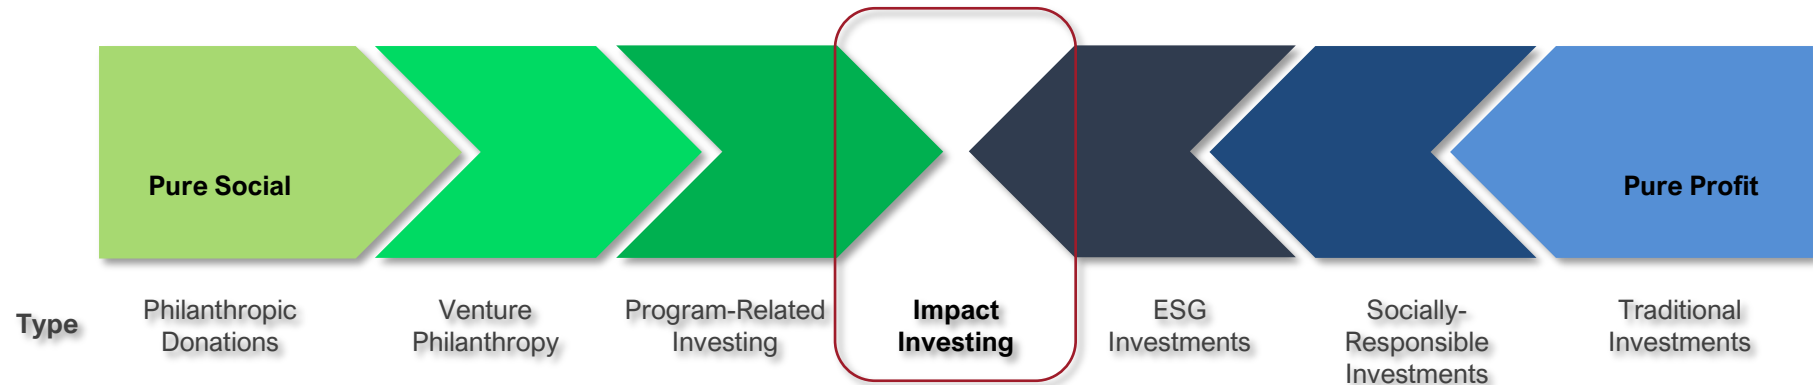 Pure Social
Pure Profit
Type
Philanthropic
Donations
Venture
Philanthropy
Program-Related
Investing
Impact
Investing
ESG
Investments
Socially-
Responsible
Investments
Traditional
Investments